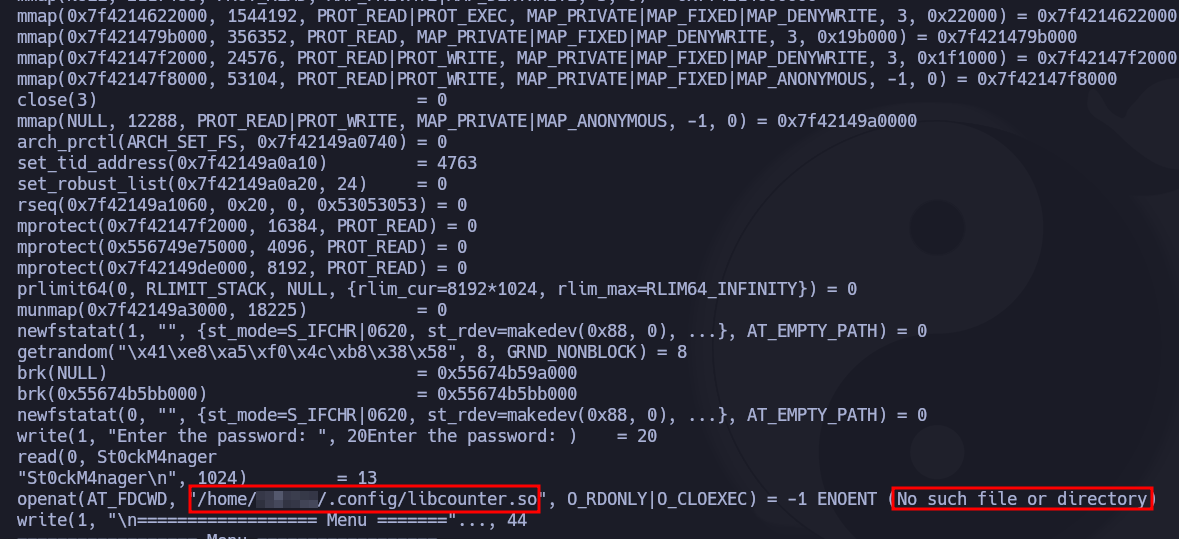 mmap(0x7f4214622000, 1544192, PROT_READ|PROT_EXEC, MAP_PRIVATE|MAP_FIXED|MAP_DENYWRITE, 3, 0x22000) = 0x7f4214622000
mmap(0x7f421479b000, 356352, PROT_READ, MAP_PRIVATE|MAP_FIXED|MAP_DENYWRITE, 3, 0x19b000) = 0x7f421479b000
mmap(0x7f42147f2000, 24576, PROT_READ|PROT_WRITE, MAP_PRIVATE|MAP_FIXED|MAP_DENYWRITE, 3, 0x1f1000) = 0x7f42147f2000
mmap(0x7f42147f8000, 53104, PROT_READ|PROT_WRITE, MAP_PRIVATE|MAP_FIXED|MAP_ANONYMOUS, -1, 0) = 0x7f42147f8000
close(3) = 0
mmap(NULL, 12288, PROT_READ|PROT_WRITE, MAP_PRIVATE|MAP_ANONYMOUS, -1, 0) = 0x7f42149a0000
arch_prctl(ARCH_SET_FS, 0x7f42149a0740) = 0
set_tid_address(0x7f42149a0a10) = 4763
set_robust_list(0x7f42149a0a20, 24) = 0
rseq(0x7f42149a1060, 0x20, 0, 0x53053053) = 0
mprotect(0x7f42147f2000, 16384, PROT_READ) = 0
mprotect(0x556749e75000, 4096, PROT_READ) = 0
mprotect(0x7f42149de000, 8192, PROT_READ) = 0
prlimit64(0, RLIMIT_STACK, NULL, {rlim_cur=8192*1024, rlim_max=RLIM64_INFINITY}) = 0
munmap(0x7f42149a3000, 18225) = 0
newfstatat(1, "", {st_mode=S_IFCHR|0620, st_rdev=makedev(0x88, 0), ...}, AT_EMPTY_PATH) = 0
getrandom("\x41\xe8\xa5\xf0\x4c\xb8\x38\x58", 8, GRND_NONBLOCK) = 8
brk(NULL) = 0x55674b59a000
brk(0x55674b5bb000) = 0x55674b5bb000
newfstatat(0, "", {st_mode=S_IFCHR|0620, st_rdev=makedev(0x88, 0), ...}, AT_EMPTY_PATH) = 0
write(1, "Enter the password: ", 20Enter the password: ) = 20
read(0, St0ckM4nager
"St0ckM4nager\n", 1024) = 13
openat(AT_FDCWD, "/home/ /.config/libcounter.so", O_RDONLY|O_CLOEXEC) = -1 ENOENT (No such file or directory)
write(1, "\n================== Menu ======="..., 44